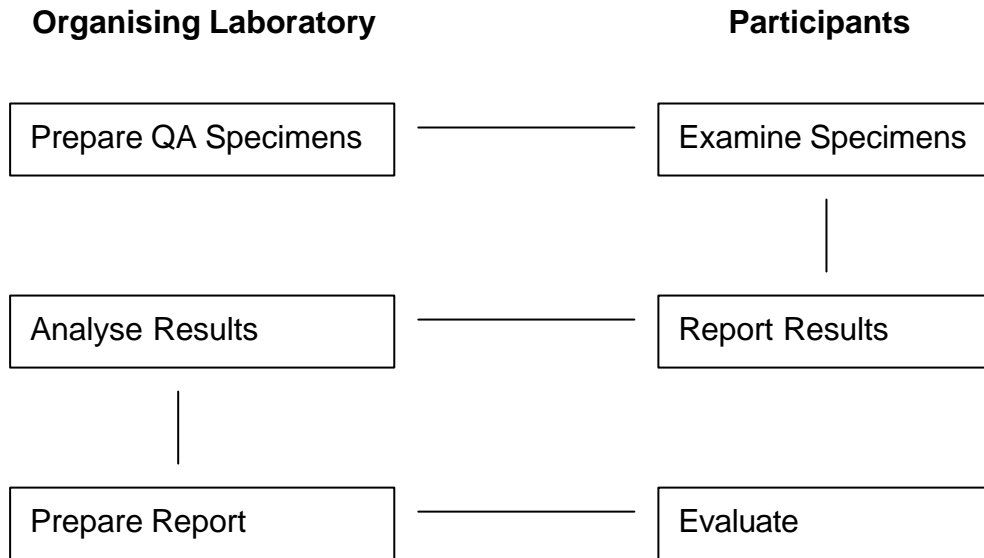 Organising Laboratory
Participants
Prepare QA Specimens
Examine Specimens
Analyse Results
Report Results
Prepare Report
Evaluate